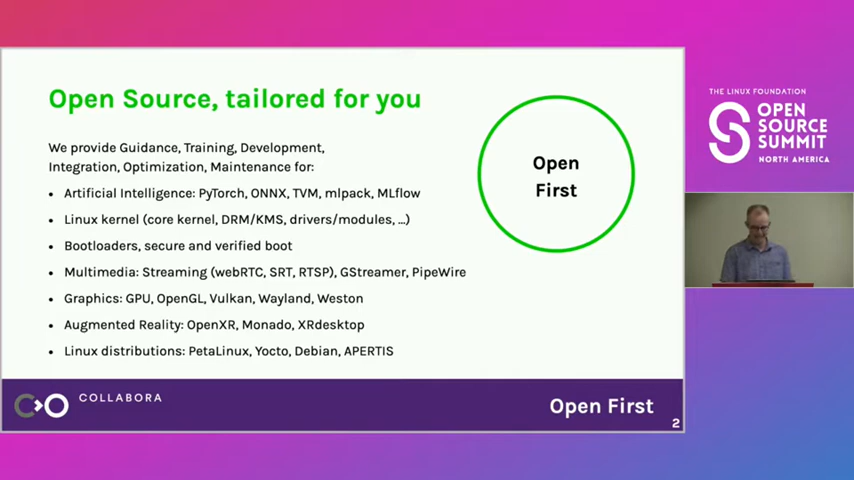 Open Source, tailored for you
We provide Guidance, Training, Development,
Integration, Optimization, Maintenance for:
• Artificial Intelligence: PyTorch, ONNX, TVM, mlpack, MLflow
• Linux kernel (core kernel, DRM/KMS, drivers/modules, ...)
• Bootloaders, secure and verified boot
• Multimedia: Streaming (webRTC, SRT, RTSP), GStreamer, PipeWire
• Graphics: GPU, OpenGL, Vulkan, Wayland, Weston
• Augmented Reality: OpenXR, Monado, XRdesktop
• Linux distributions: PetaLinux, Yocto, Debian, APERTIS
Open
First
COLLABORA
Open First
2
THE LINUX FOUNDATION
OPEN
SOURCE
SUMMIT
NORTH AMERICA